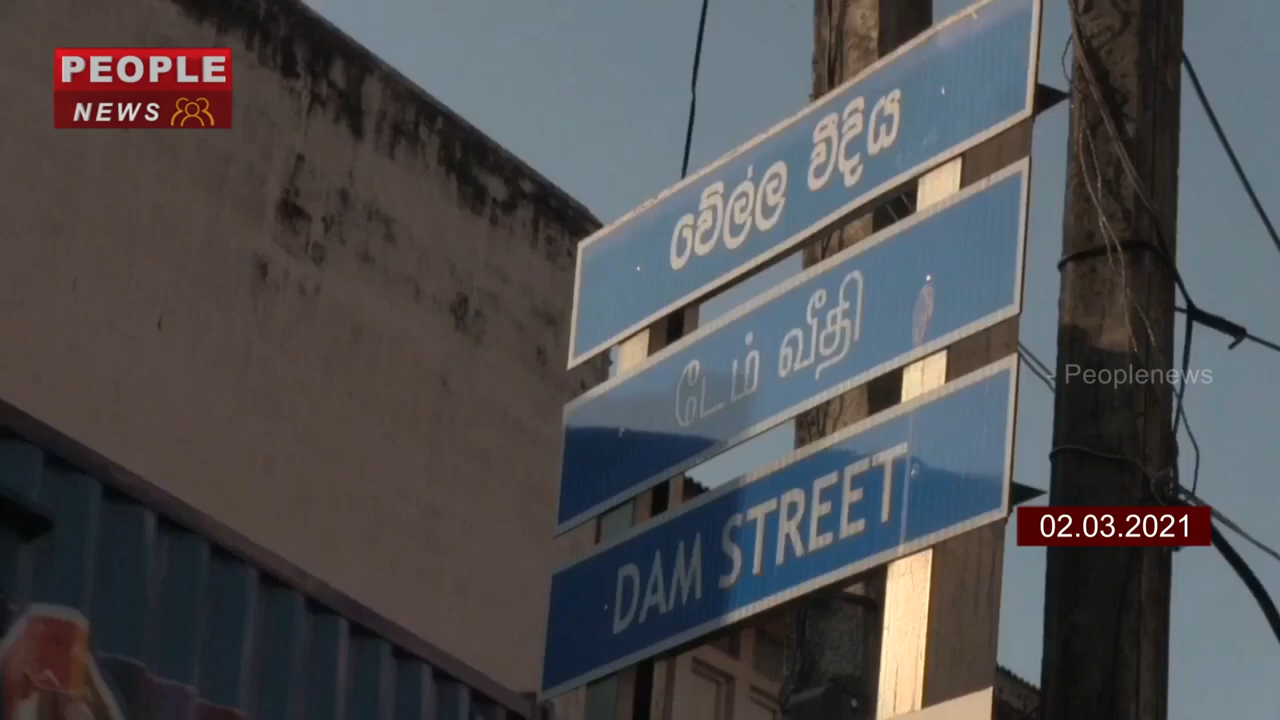 PEOPLE
NEWS
වේල්ල වීදිය
டேம் வீதி
DAM STREET
- Peoplenews
02.03.2021